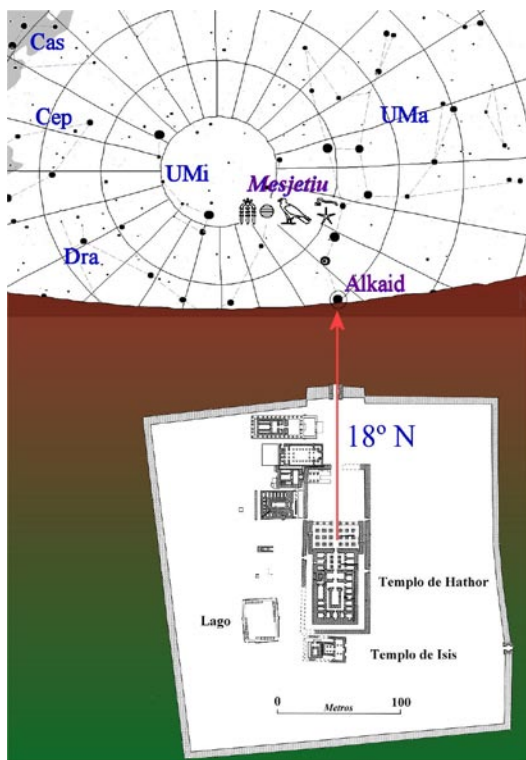 Cas
Cep
UMa
UMi
Mesjetiu
Dra
Alkaid
18º N
Templo de Hathor
Lago
Templo de Isis
0 100
Metros